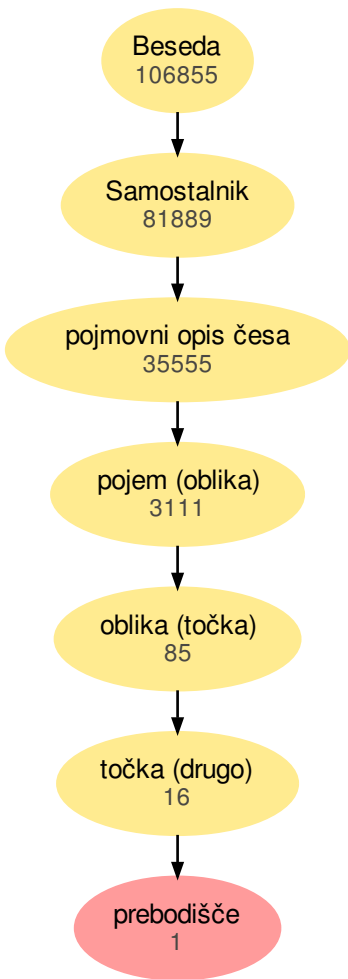 Beseda
106855
Samostalnik
81889
pojmovni opis česa
35555
pojem (oblika)
3111
oblika (točka)
85
točka (drugo)
16
prebodišče
1